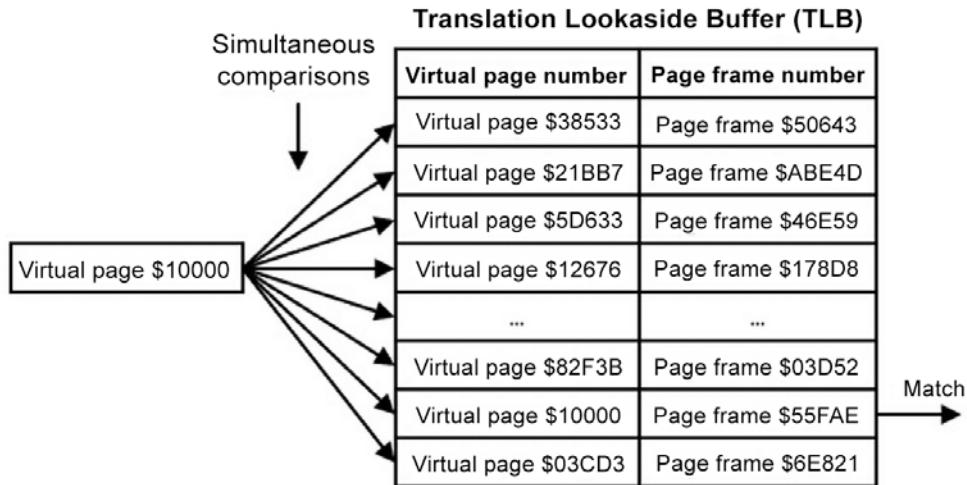 Translation Lookaside Buffer (TLB)
Simultaneous
comparisons
Virtual page number Page frame number
Virtual page $38533 Page frame $50643
Virtual page $21BB7 Page frame $ABE4D
Virtual page $5D633 Page frame $46E59
Virtual page $10000
Virtual page $12676 Page frame $178D8
... ...
Virtual page $82F3B Page frame $03D52
Virtual page $10000 Page frame $55FAE
Match
Virtual page $03CD3 Page frame $6E821